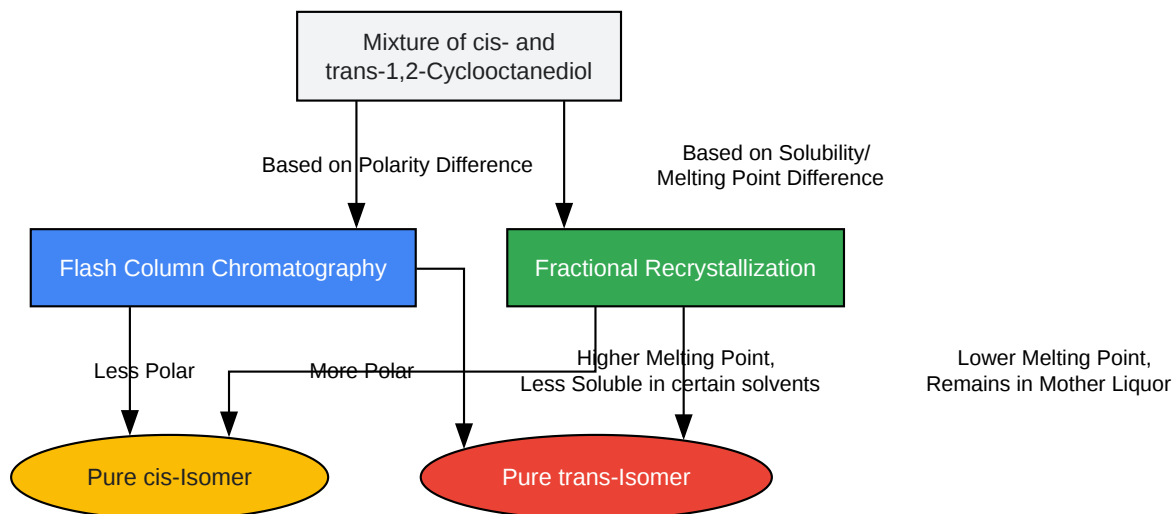 Mixture of cis- and
trans-1,2-Cyclooctanediol
Based on Polarity Difference
Based on Solubility/
Melting Point Difference
Flash Column Chromatography
Fractional Recrystallization
Less Polar
More Polar
Higher Melting Point,
Less Soluble in certain solvents
Lower Melting Point,
Remains in Mother Liquor
Pure cis-Isomer
Pure trans-Isomer